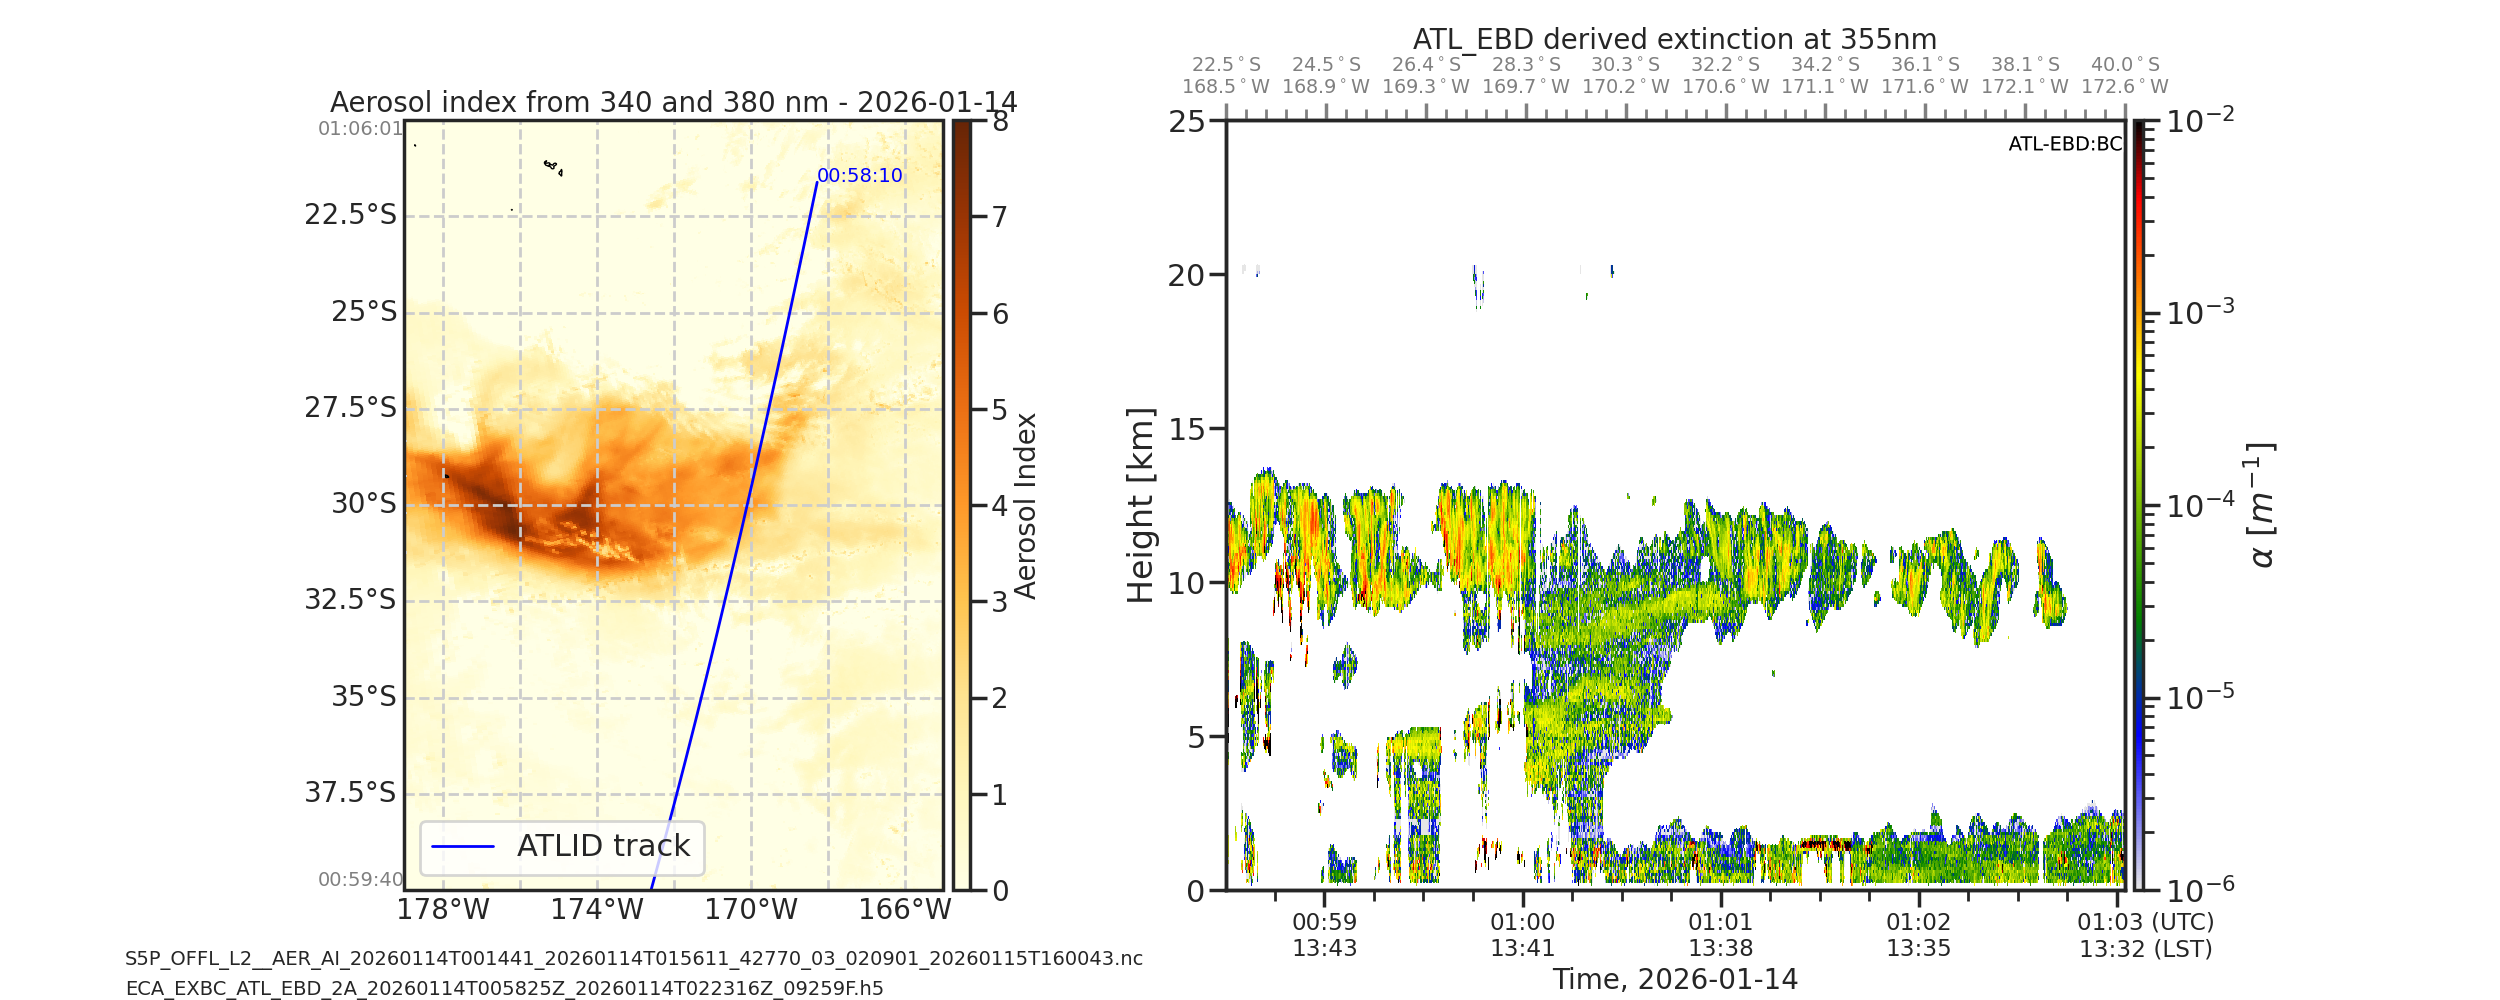 ATL_EBD derived extinction at 355nm
22.5°S 24.5°S 26.4°S 28.3°S 30.3°S 32.2°S 34.2°S 36.1°S 38.1°S 40.0°S
168.5°W 168.9°W 169.3°W 169.7°W 170.2°W 170.6°W 171.1°W 171.6°W 172.1°W 172.6°W
Aerosol index from 340 and 380 nm - 2026-01-14
01:06:01
00:58:10
22.5°S
25°S
27.5°S
30°S
32.5°S
35°S
37.5°S
00:59:40
ATLID track
178°W 174°W 170°W 166°W
8
7
6
5
4
3
2
1
0
Aerosol Index
25
20
15
10
5
0
Height [km]
ATL-EBD:BC
10⁻²
10⁻³
10⁻⁴
10⁻⁵
10⁻⁶
α [m⁻¹]
00:59 01:00 01:01 01:02 01:03 (UTC)
13:43 13:41 13:38 13:35 13:32 (LST)
Time, 2026-01-14
S5P_OFFL_L2__AER_AI_20260114T001441_20260114T015611_42770_03_020901_20260115T160043.nc
ECA_EXBC_ATL_EBD_2A_20260114T005825Z_20260114T022316Z_09259F.h5